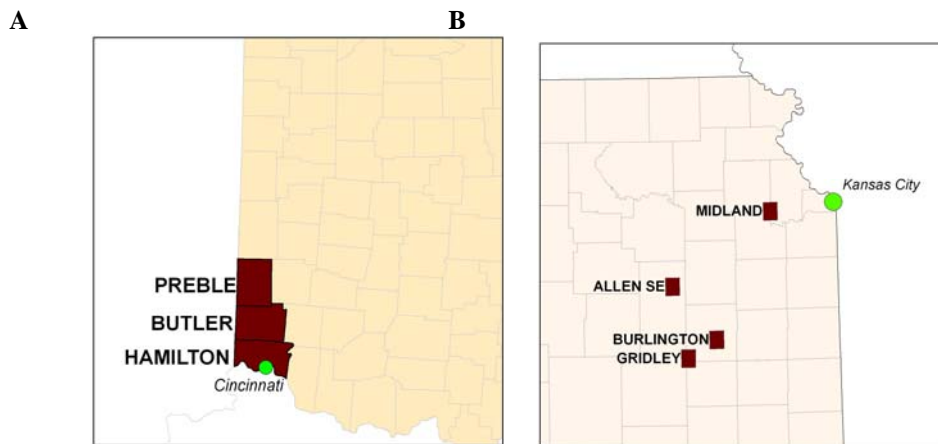 A
B
PREBLE
BUTLER
HAMILTON
Cincinnati
Kansas City
MIDLAND
ALLEN SE
BURLINGTON
GRIDLEY